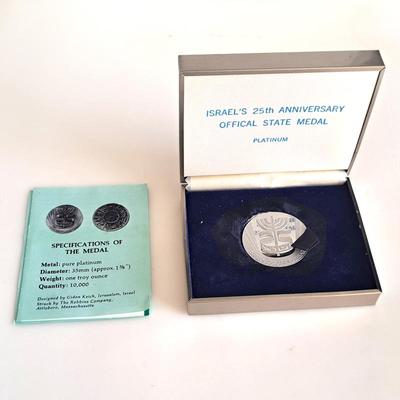 ISRAEL'S 25th ANNIVERSARY
OFFICAL STATE MEDAL
PLATINUM
SPECIFICATIONS OF
THE MEDAL
Metal: pure platinum
Diameter: 35mm (approx. 1⅜")
Weight: one troy ounce
Quantity: 10,000
Designed by Gidon Keich, Jerusalem, Israel
Struck by The Robbins Company,
Attleboro, Massachusetts